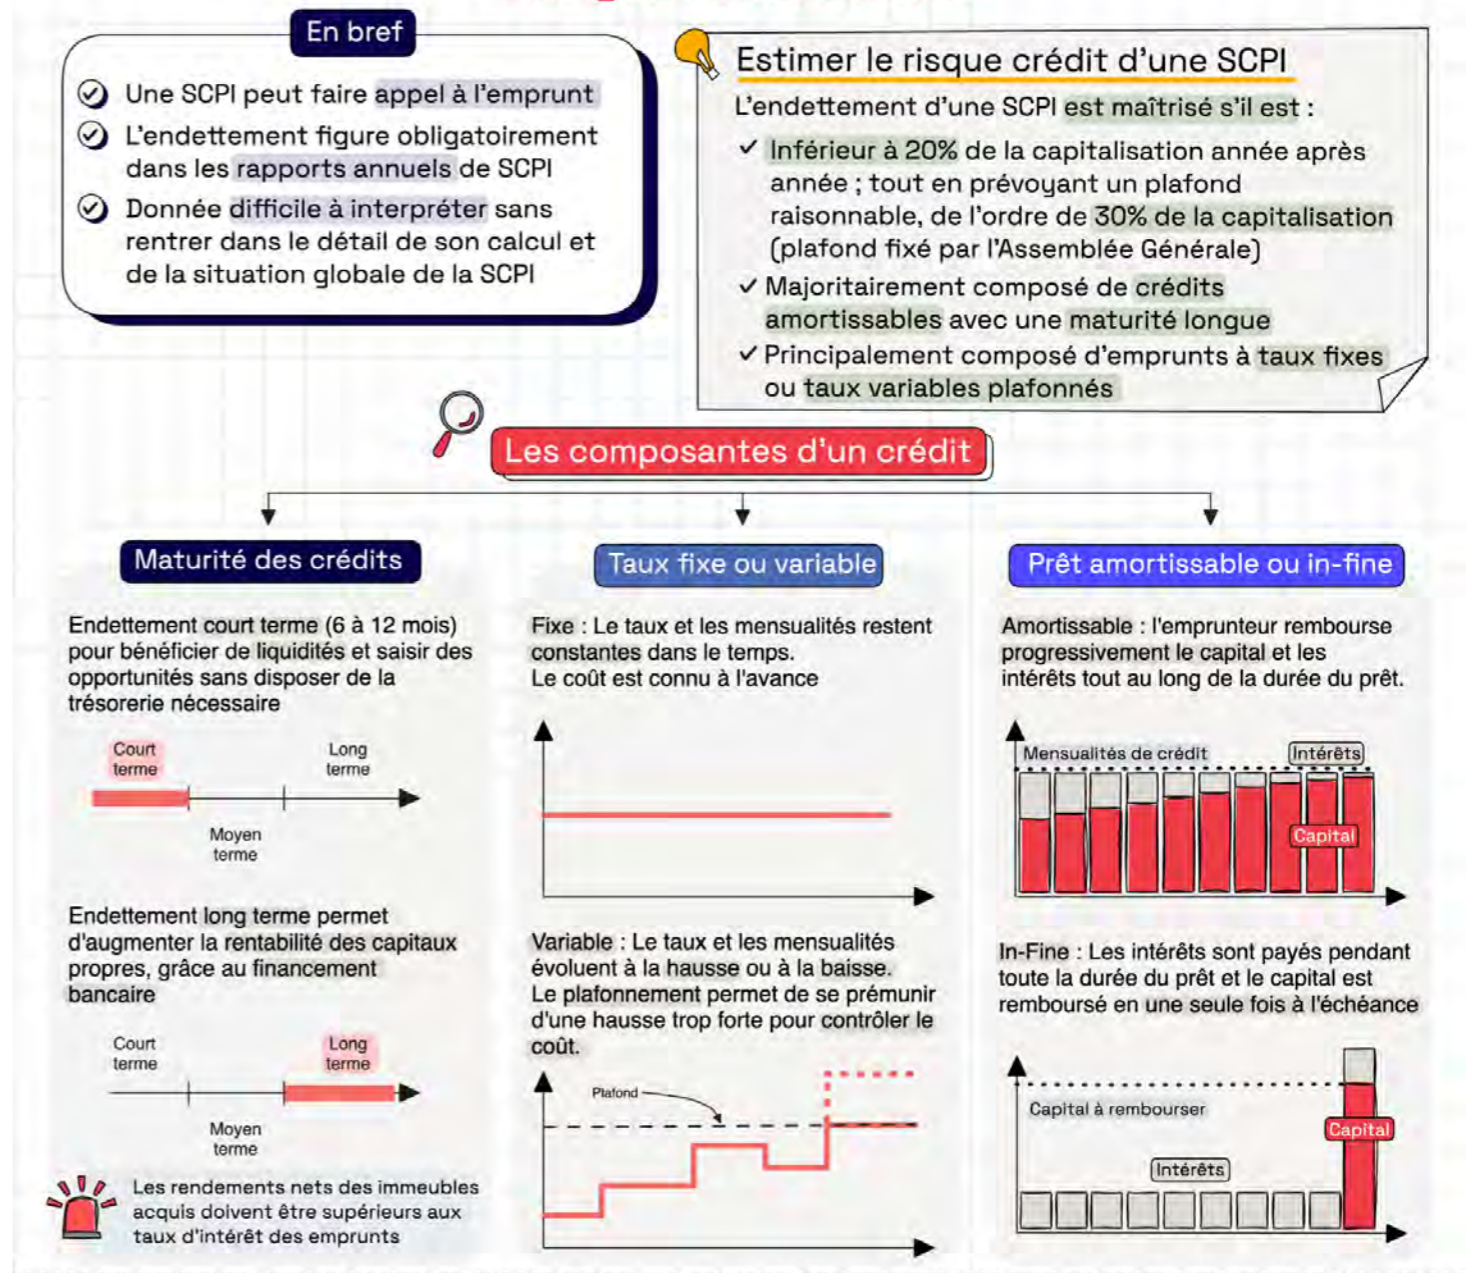 En bref
Une SCPI peut faire appel à l'emprunt
L'endettement figure obligatoirement
dans les rapports annuels de SCPI
Donnée difficile à interpréter sans
rentrer dans le détail de son calcul et
de la situation globale de la SCPI
Estimer le risque crédit d'une SCPI
L'endettement d'une SCPI est maîtrisé s'il est :
Inférieur à 20% de la capitalisation année après
année ; tout en prévoyant un plafond
raisonnable, de l'ordre de 30% de la capitalisation
(plafond fixé par l'Assemblée Générale)
Majoritairement composé de crédits
amortissables avec une maturité longue
Principalement composé d'emprunts à taux fixes
ou taux variables plafonnés
Les composantes d'un crédit
Maturité des crédits
Endettement court terme (6 à 12 mois)
pour bénéficier de liquidités et saisir des
opportunités sans disposer de la
trésorerie nécessaire
Court
terme
Long
terme
Moyen
terme
Endettement long terme permet
d'augmenter la rentabilité des capitaux
propres, grâce au financement
bancaire
Court
terme
Long
terme
Moyen
terme
Les rendements nets des immeubles
acquis doivent être supérieurs aux
taux d'intérêt des emprunts
Taux fixe ou variable
Fixe : Le taux et les mensualités restent
constantes dans le temps.
Le coût est connu à l'avance
Variable : Le taux et les mensualités
évoluent à la hausse ou à la baisse.
Le plafonnement permet de se prémunir
d'une hausse trop forte pour contrôler le
coût.
Plafond
Prêt amortissable ou in-fine
Amortissable : l'emprunteur rembourse
progressivement le capital et les
intérêts tout au long de la durée du prêt.
Mensualités de crédit
Intérêts
Capital
In-Fine : Les intérêts sont payés pendant
toute la durée du prêt et le capital est
remboursé en une seule fois à l'échéance
Capital à rembourser
Capital
Intérêts